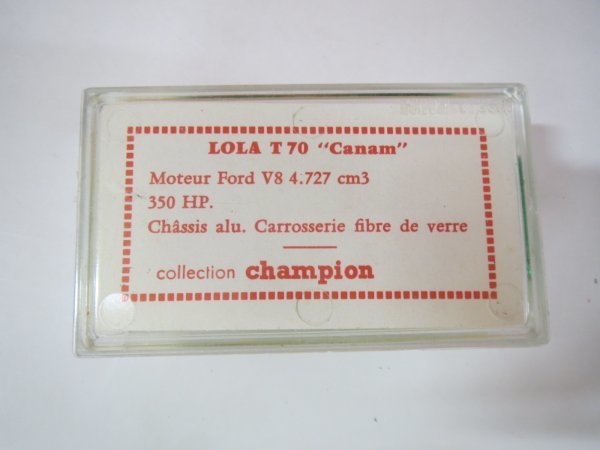 LOLA T 70 "Canam"
Moteur Ford V8 4.727 cm3
350 HP.
Châssis alu. Carrosserie fibre de verre
collection champion